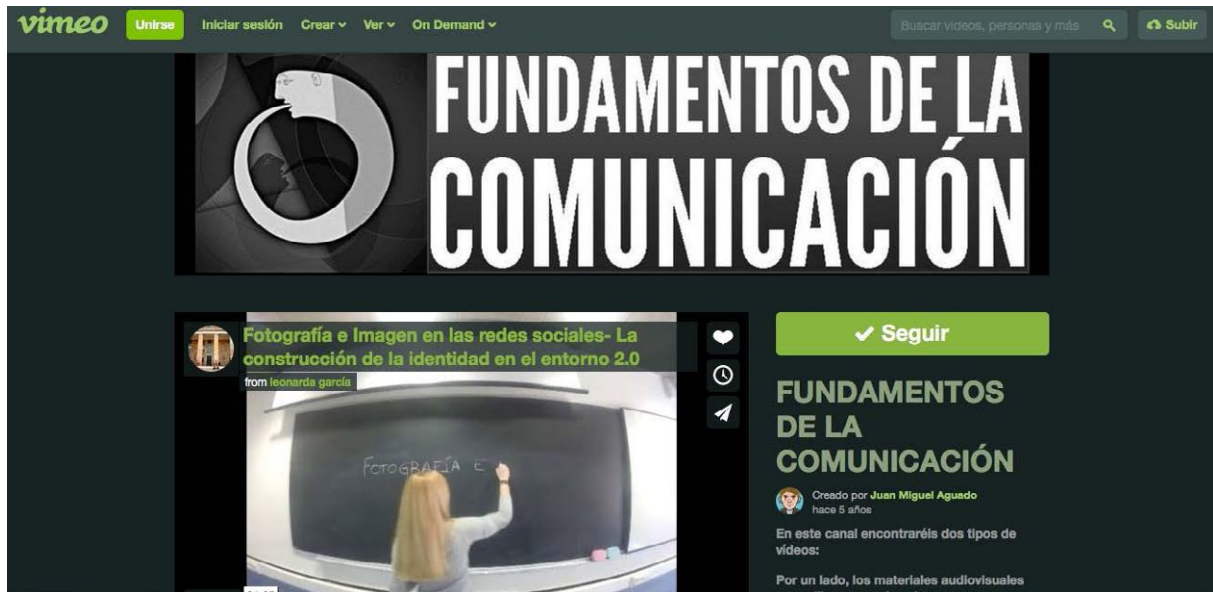 vimeo Unirse Iniciar sesión Crear Ver On Demand Buscar videos, personas y más Subir
FUNDAMENTOS DE LA
COMUNICACIÓN
Fotografía e Imagen en las redes sociales- La
construcción de la identidad en el entorno 2.0
from leonarda garcía
FOTOGRAFÍA E
Seguir
FUNDAMENTOS
DE LA
COMUNICACIÓN
Creado por Juan Miguel Aguado
hace 5 años
En este canal encontraréis dos tipos de
vídeos:
Por un lado, los materiales audiovisuales